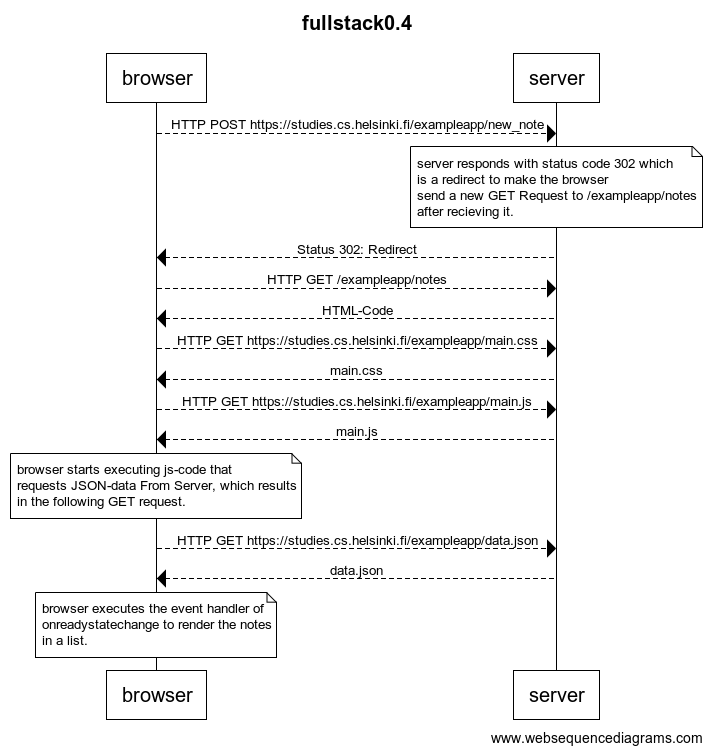 fullstack0.4
browser
server
HTTP POST https://studies.cs.helsinki.fi/exampleapp/new_note
server responds with status code 302 which
is a redirect to make the browser
send a new GET Request to /exampleapp/notes
after recieving it.
Status 302: Redirect
HTTP GET /exampleapp/notes
HTML-Code
HTTP GET https://studies.cs.helsinki.fi/exampleapp/main.css
main.css
HTTP GET https://studies.cs.helsinki.fi/exampleapp/main.js
main.js
browser starts executing js-code that
requests JSON-data From Server, which results
in the following GET request.
HTTP GET https://studies.cs.helsinki.fi/exampleapp/data.json
data.json
browser executes the event handler of
onreadystatechange to render the notes
in a list.
browser
server
www.websequencediagrams.com